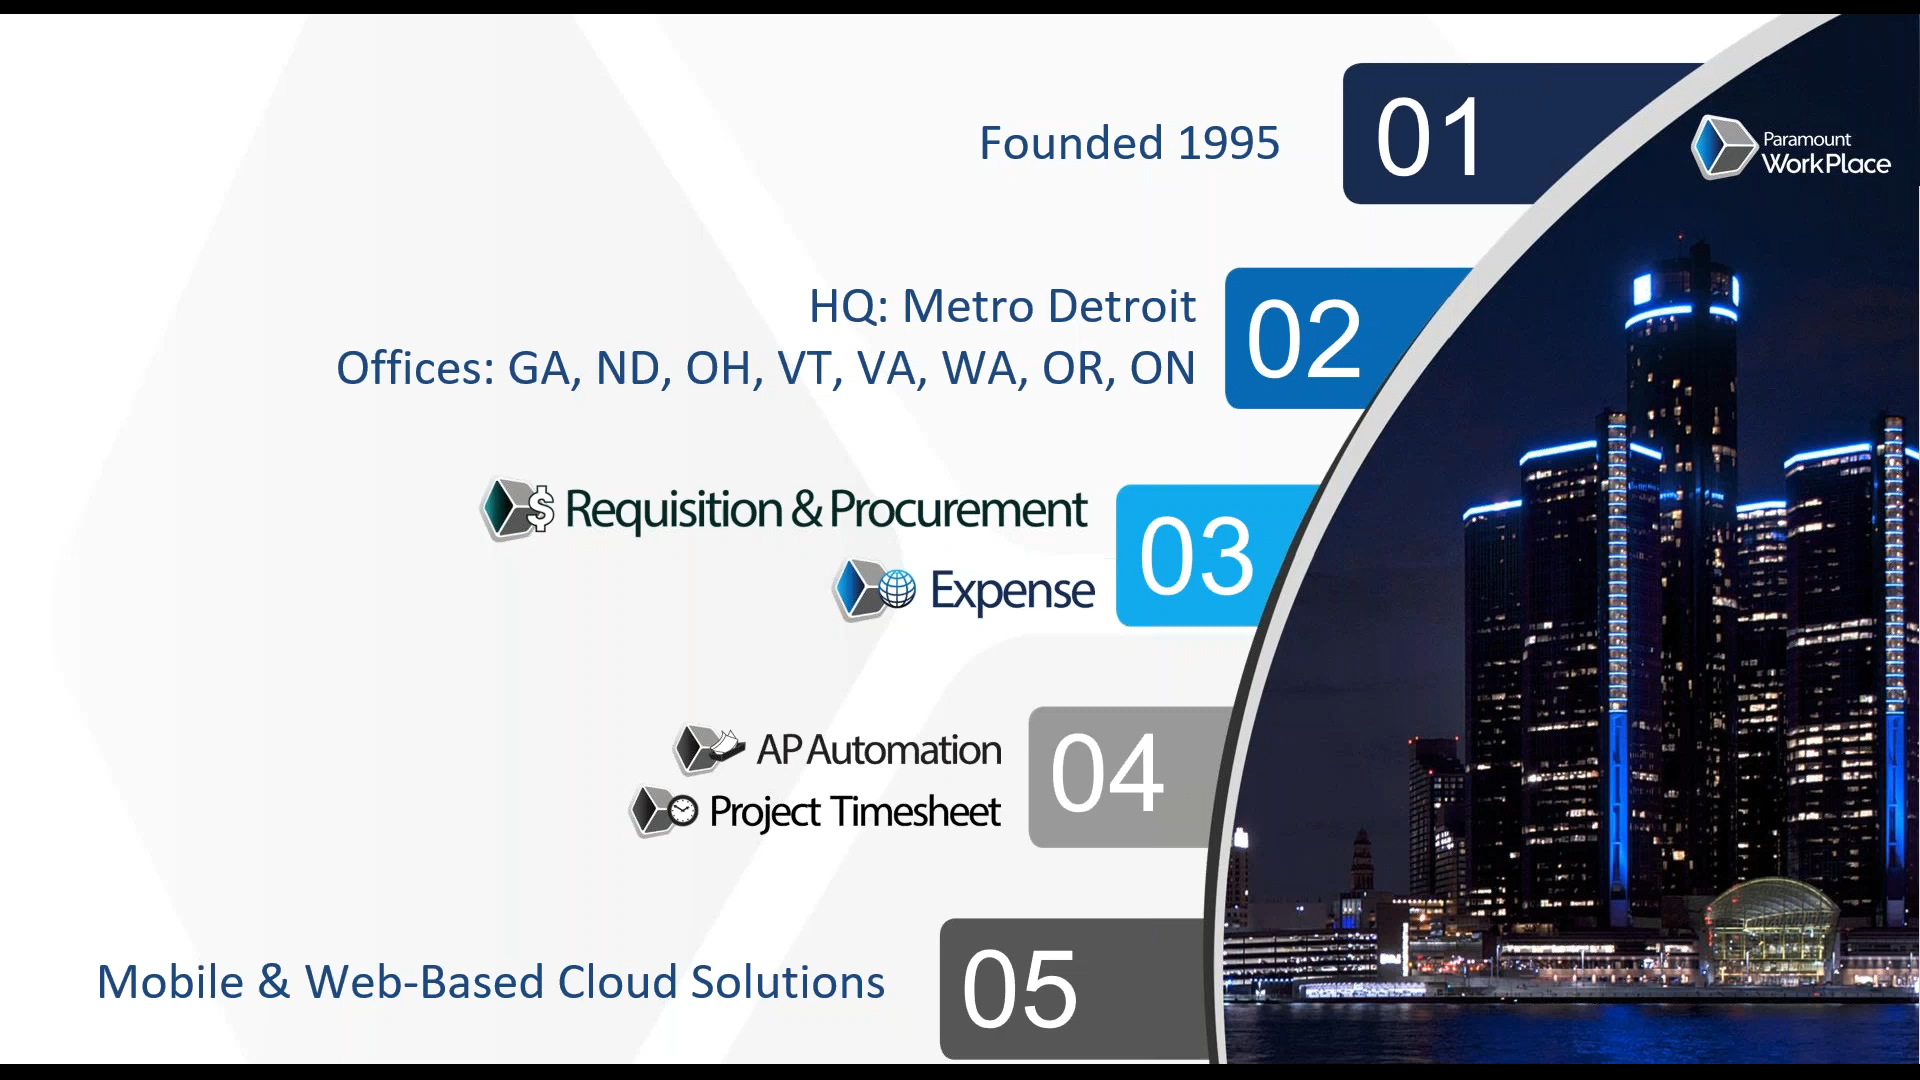 Founded 1995
01
Paramount
WorkPlace
HQ: Metro Detroit
Offices: GA, ND, OH, VT, VA, WA, OR, ON
02
$ Requisition & Procurement
Expense
03
AP Automation
Project Timesheet
04
Mobile & Web-Based Cloud Solutions
05